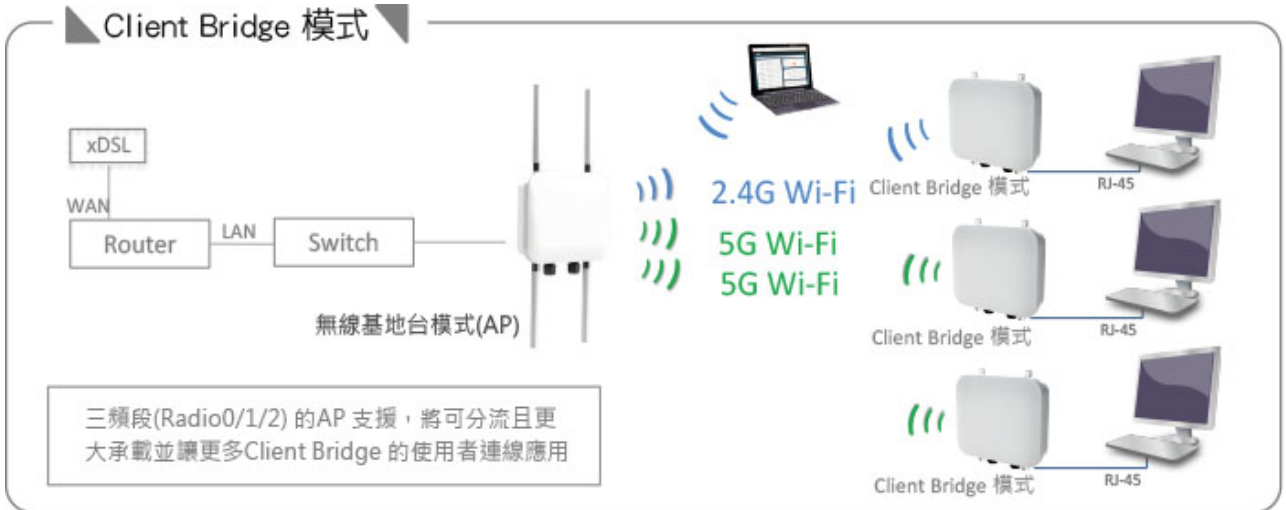 Client Bridge 模式
xDSL
WAN
Router
LAN
Switch
無線基地台模式(AP)
2.4G Wi-Fi
5G Wi-Fi
5G Wi-Fi
Client Bridge 模式
RJ-45
Client Bridge 模式
RJ-45
Client Bridge 模式
RJ-45
三頻段(Radio0/1/2) 的AP 支援，將可分流且更
大承載並讓更多Client Bridge 的使用者連線應用